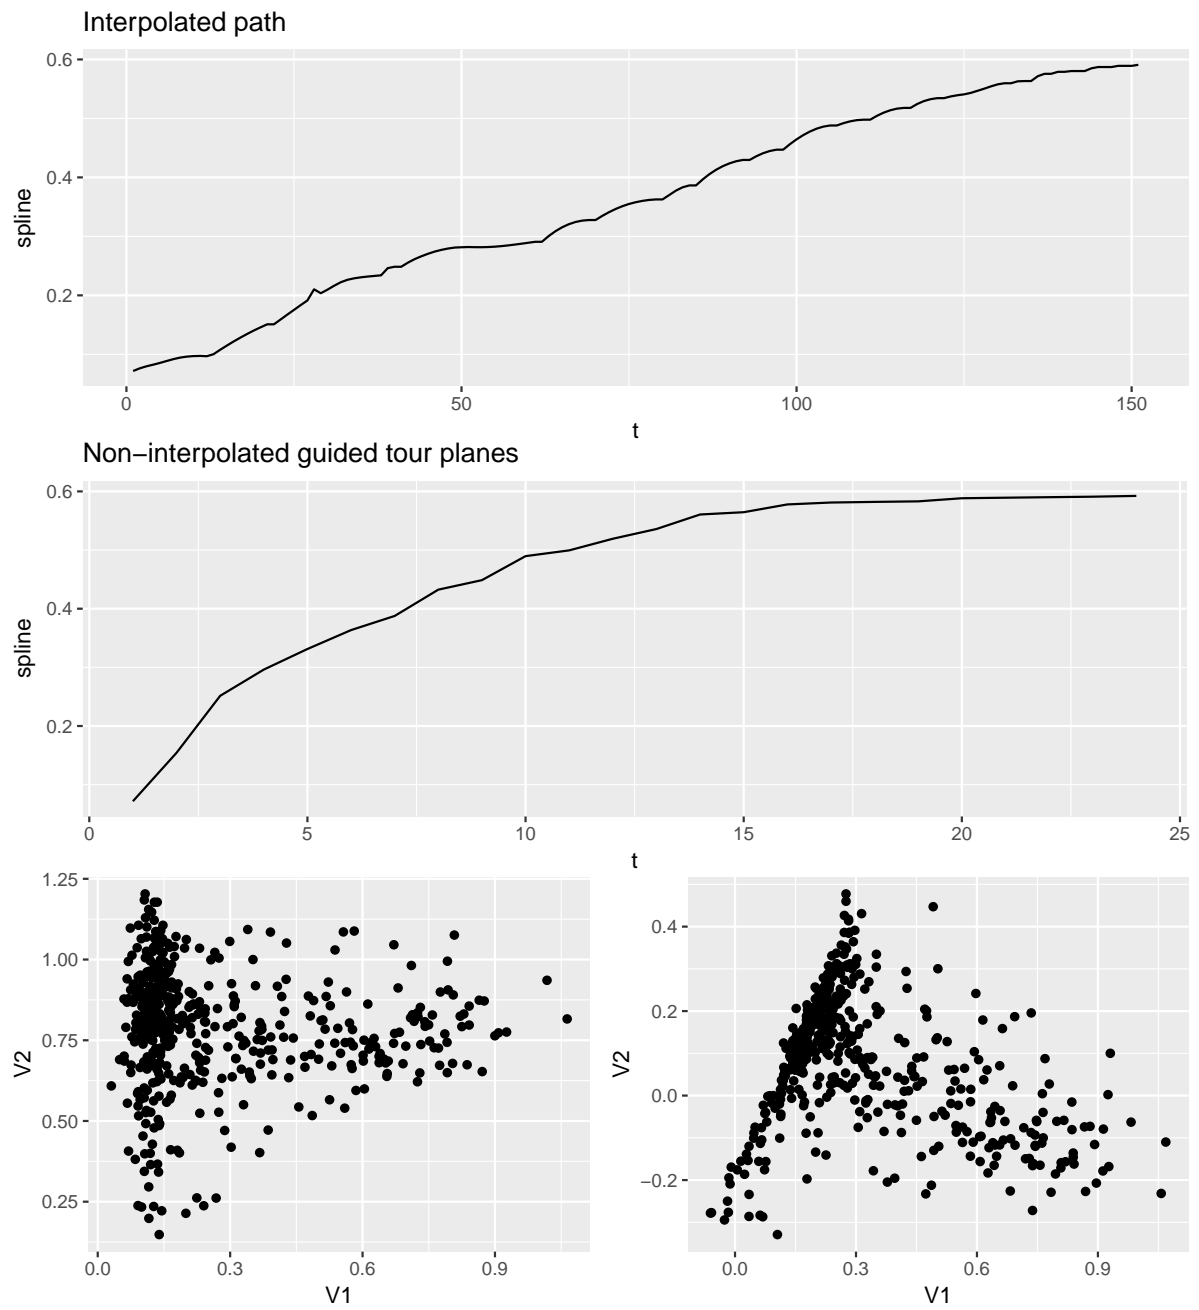 Interpolated path
0.6
0.4
0.2
spline
0 50 100 150
t
Non−interpolated guided tour planes
0.6
0.4
0.2
spline
0 5 10 15 20 25
t
1.25
1.00
0.75
0.50
0.25
V2
0.0 0.3 0.6 0.9
V1
0.4
0.2
0.0
−0.2
V2
0.0 0.3 0.6 0.9
V1